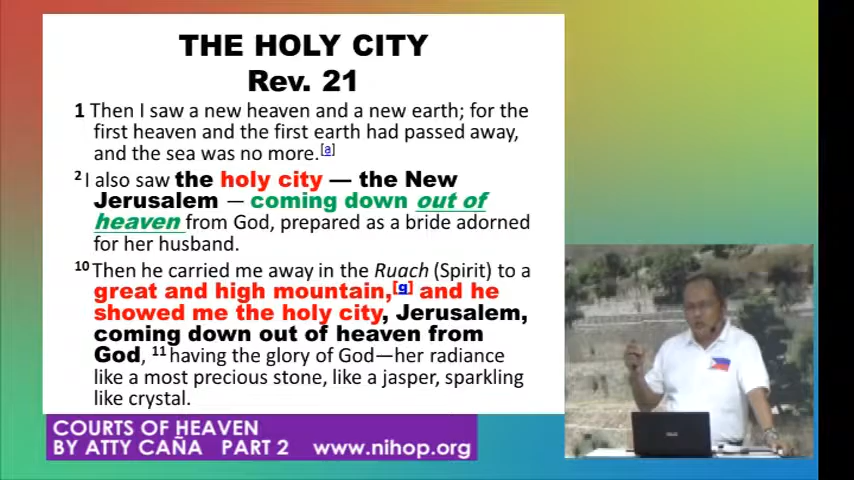 THE HOLY CITY
Rev. 21
1 Then I saw a new heaven and a new earth; for the
first heaven and the first earth had passed away,
and the sea was no more.[a]
2 I also saw the holy city — the New
Jerusalem — coming down out of
heaven from God, prepared as a bride adorned
for her husband.
10 Then he carried me away in the Ruach (Spirit) to a
great and high mountain,[g] and he
showed me the holy city, Jerusalem,
coming down out of heaven from
God, 11 having the glory of God—her radiance
like a most precious stone, like a jasper, sparkling
like crystal.
COURTS OF HEAVEN
BY ATTY CAÑA PART 2 www.nihop.org